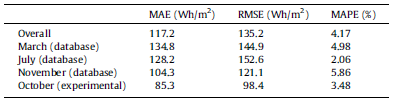 MAE (Wh/m²) RMSE (Wh/m²) MAPE (%)
Overall 117.2 135.2 4.17
March (database) 134.8 144.9 4.98
July (database) 128.2 152.6 2.06
November (database) 104.3 121.1 5.86
October (experimental) 85.3 98.4 3.48